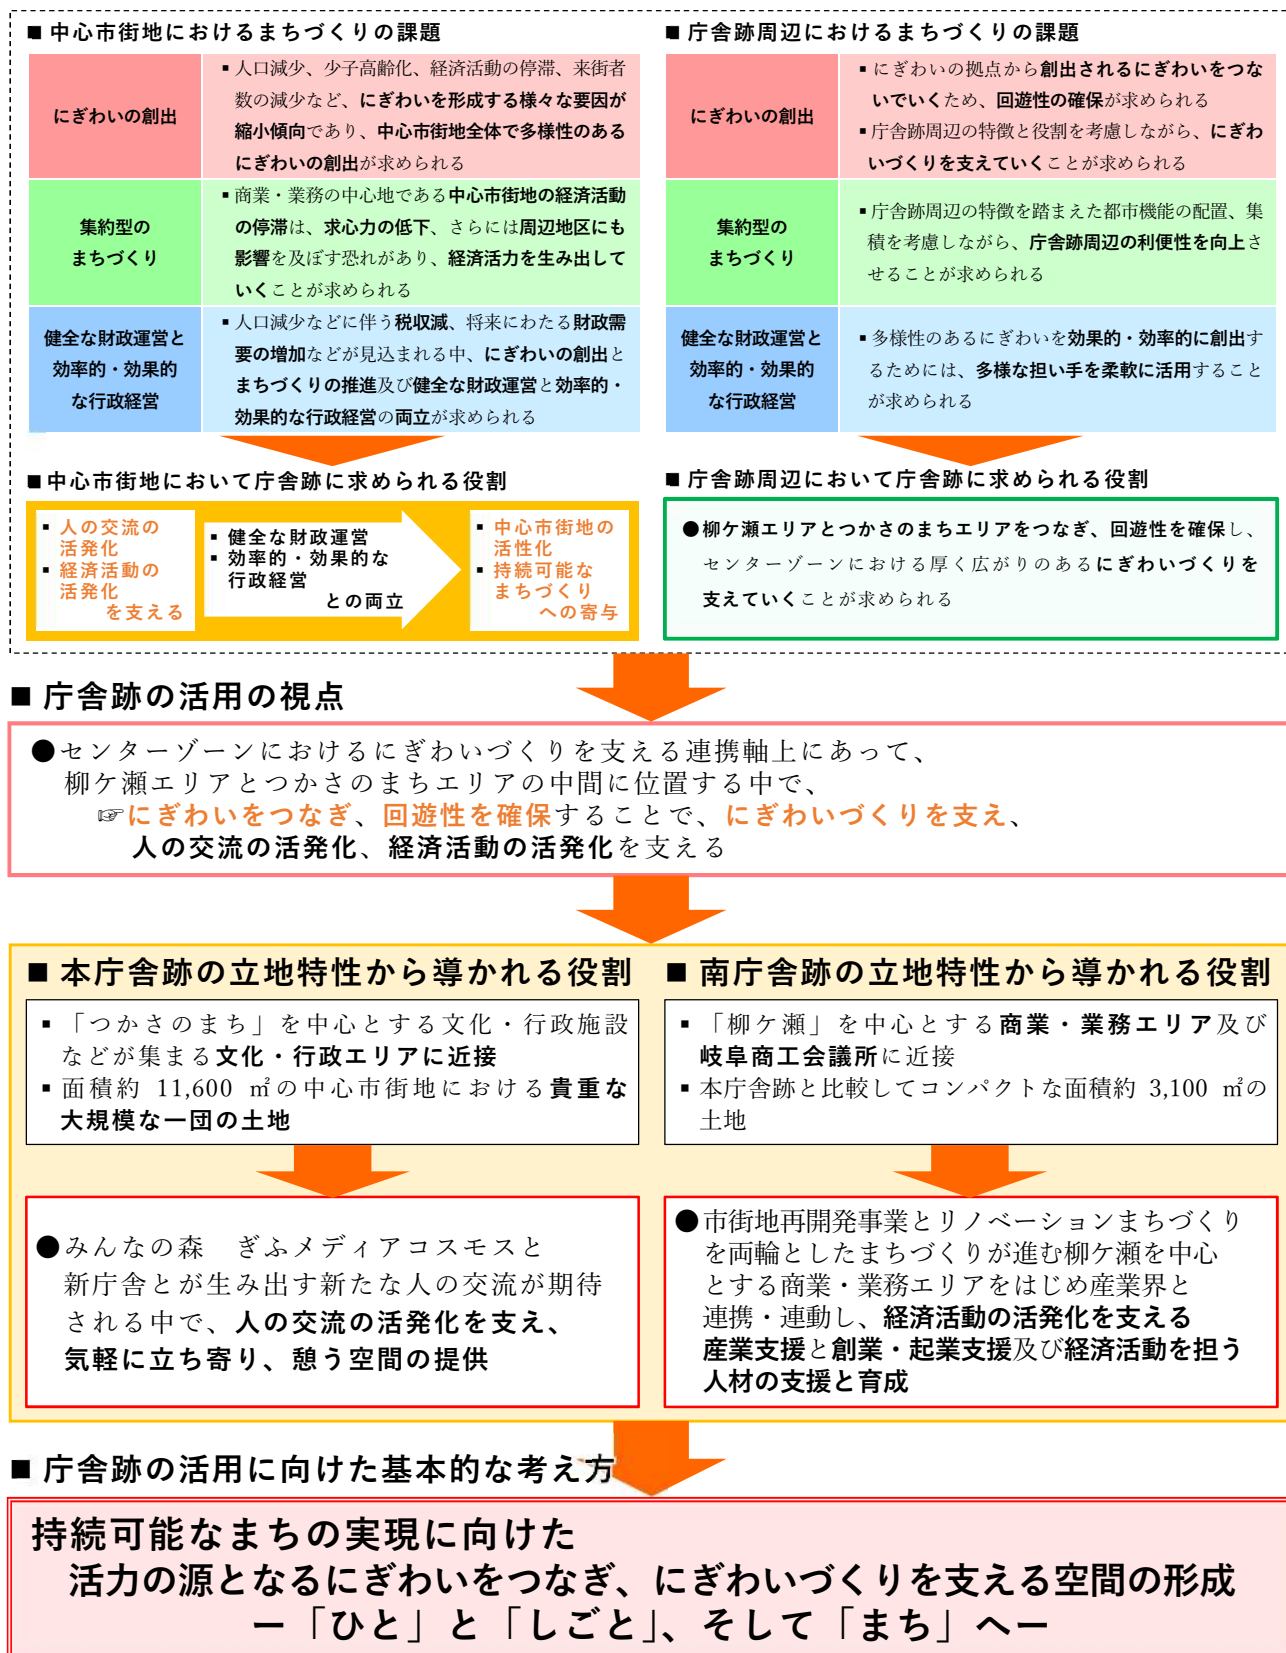 ■ 中心市街地におけるまちづくりの課題
にぎわいの創出
▪ 人口減少、少子高齢化、経済活動の停滞、来街者
数の減少など、にぎわいを形成する様々な要因が
縮小傾向であり、中心市街地全体で多様性のある
にぎわいの創出が求められる
集約型の
まちづくり
▪ 商業・業務の中心地である中心市街地の経済活動
の停滞は、求心力の低下、さらには周辺地区にも
影響を及ぼす恐れがあり、経済活力を生み出して
いくことが求められる
健全な財政運営と
効率的・効果的
な行政経営
▪ 人口減少などに伴う税収減、将来にわたる財政需
要の増加などが見込まれる中、にぎわいの創出と
まちづくりの推進及び健全な財政運営と効率的・
効果的な行政経営の両立が求められる
■ 庁舎跡周辺におけるまちづくりの課題
にぎわいの創出
▪ にぎわいの拠点から創出されるにぎわいをつな
いでいくため、回遊性の確保が求められる
▪ 庁舎跡周辺の特徴と役割を考慮しながら、にぎわ
いづくりを支えていくことが求められる
集約型の
まちづくり
▪ 庁舎跡周辺の特徴を踏まえた都市機能の配置、集
積を考慮しながら、庁舎跡周辺の利便性を向上さ
せることが求められる
健全な財政運営と
効率的・効果的
な行政経営
▪ 多様性のあるにぎわいを効果的・効率的に創出す
るためには、多様な担い手を柔軟に活用すること
が求められる
■中心市街地において庁舎跡に求められる役割
▪ 人の交流の
活発化
▪ 経済活動の
活発化
を支える
▪ 健全な財政運営
▪ 効率的・効果的な
行政経営
との両立
▪ 中心市街地の
活性化
▪ 持続可能な
まちづくり
への寄与
■ 庁舎跡周辺において庁舎跡に求められる役割
●柳ケ瀬エリアとつかさのまちエリアをつなぎ、回遊性を確保し、
センターゾーンにおける厚く広がりのあるにぎわいづくりを
支えていくことが求められる
■ 庁舎跡の活用の視点
●センターゾーンにおけるにぎわいづくりを支える連携軸上にあって、
柳ケ瀬エリアとつかさのまちエリアの中間に位置する中で、
☞にぎわいをつなぎ、回遊性を確保することで、にぎわいづくりを支え、
人の交流の活発化、経済活動の活発化を支える
■ 本庁舎跡の立地特性から導かれる役割
▪ 「つかさのまち」を中心とする文化・行政施設
などが集まる文化・行政エリアに近接
▪ 面積約 11,600 ㎡の中心市街地における貴重な
大規模な一団の土地
●みんなの森　ぎふメディアコスモスと
新庁舎とが生み出す新たな人の交流が期待
される中で、人の交流の活発化を支え、
気軽に立ち寄り、憩う空間の提供
■ 南庁舎跡の立地特性から導かれる役割
▪ 「柳ケ瀬」を中心とする商業・業務エリア及び
岐阜商工会議所に近接
▪ 本庁舎跡と比較してコンパクトな面積約 3,100 ㎡の
土地
●市街地再開発事業とリノベーションまちづくり
を両輪としたまちづくりが進む柳ケ瀬を中心
とする商業・業務エリアをはじめ産業界と
連携・連動し、経済活動の活発化を支える
産業支援と創業・起業支援及び経済活動を担う
人材の支援と育成
■ 庁舎跡の活用に向けた基本的な考え方
持続可能なまちの実現に向けた
活力の源となるにぎわいをつなぎ、にぎわいづくりを支える空間の形成
ー「ひと」と「しごと」、そして「まち」へー